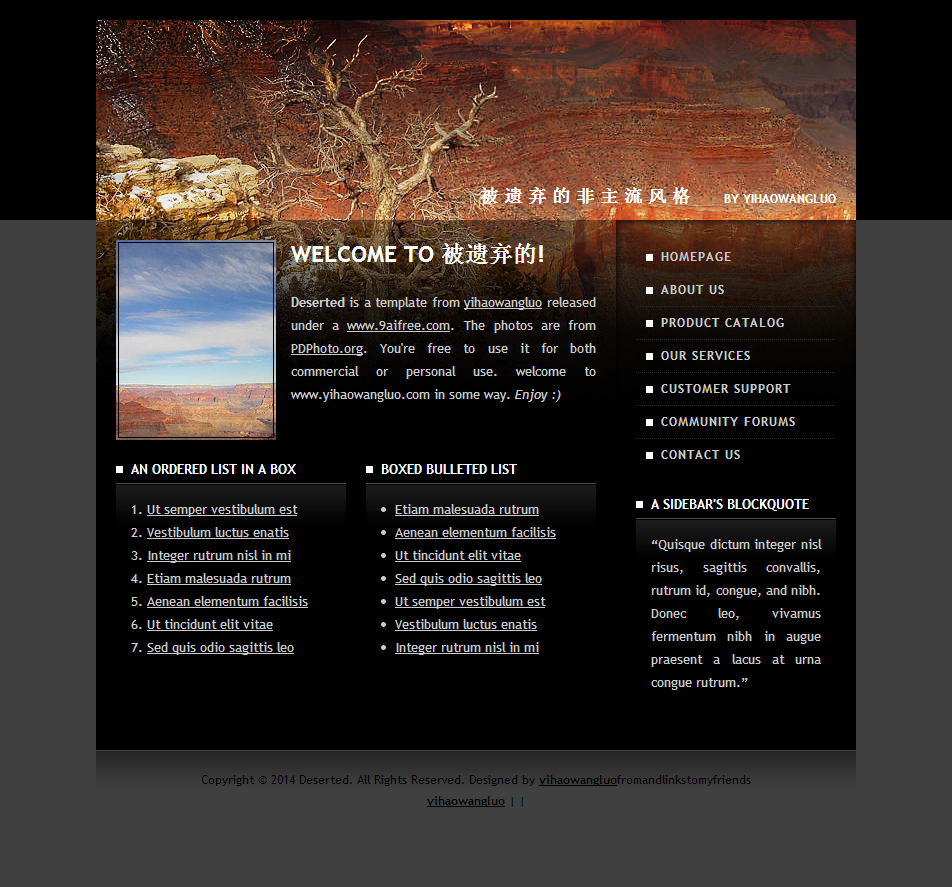 被遗弃的非主流风格 BY YIHAOWANGLUO
WELCOME TO 被遗弃的!
Deserted is a template from yihaowangluo released
under a www.9aifree.com. The photos are from
PDPhoto.org. You're free to use it for both
commercial or personal use. welcome to
www.yihaowangluo.com in some way. Enjoy :)
AN ORDERED LIST IN A BOX
1. Ut semper vestibulum est
2. Vestibulum luctus enatis
3. Integer rutrum nisl in mi
4. Etiam malesuada rutrum
5. Aenean elementum facilisis
6. Ut tincidunt elit vitae
7. Sed quis odio sagittis leo
BOXED BULLETED LIST
• Etiam malesuada rutrum
• Aenean elementum facilisis
• Ut tincidunt elit vitae
• Sed quis odio sagittis leo
• Ut semper vestibulum est
• Vestibulum luctus enatis
• Integer rutrum nisl in mi
HOMEPAGE
ABOUT US
PRODUCT CATALOG
OUR SERVICES
CUSTOMER SUPPORT
COMMUNITY FORUMS
CONTACT US
A SIDEBAR'S BLOCKQUOTE
“Quisque dictum integer nisl
risus, sagittis convallis,
rutrum id, congue, and nibh.
Donec leo, vivamus
fermentum nibh in augue
praesent a lacus at urna
congue rutrum.”
Copyright © 2014 Deserted. All Rights Reserved. Designed by yihaowangluofromandlinkstomyfriends
yihaowangluo | |